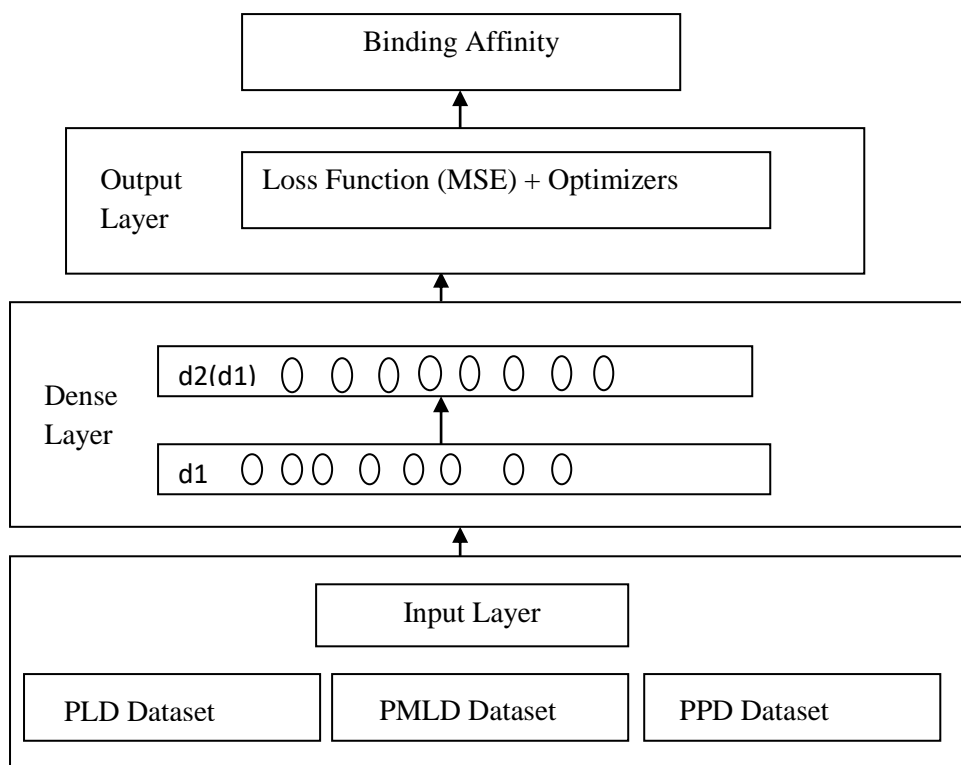 Binding Affinity
Output
Layer
Loss Function (MSE) + Optimizers
d2(d1)
Dense
Layer
d1
Input Layer
PLD Dataset
PMLD Dataset
PPD Dataset